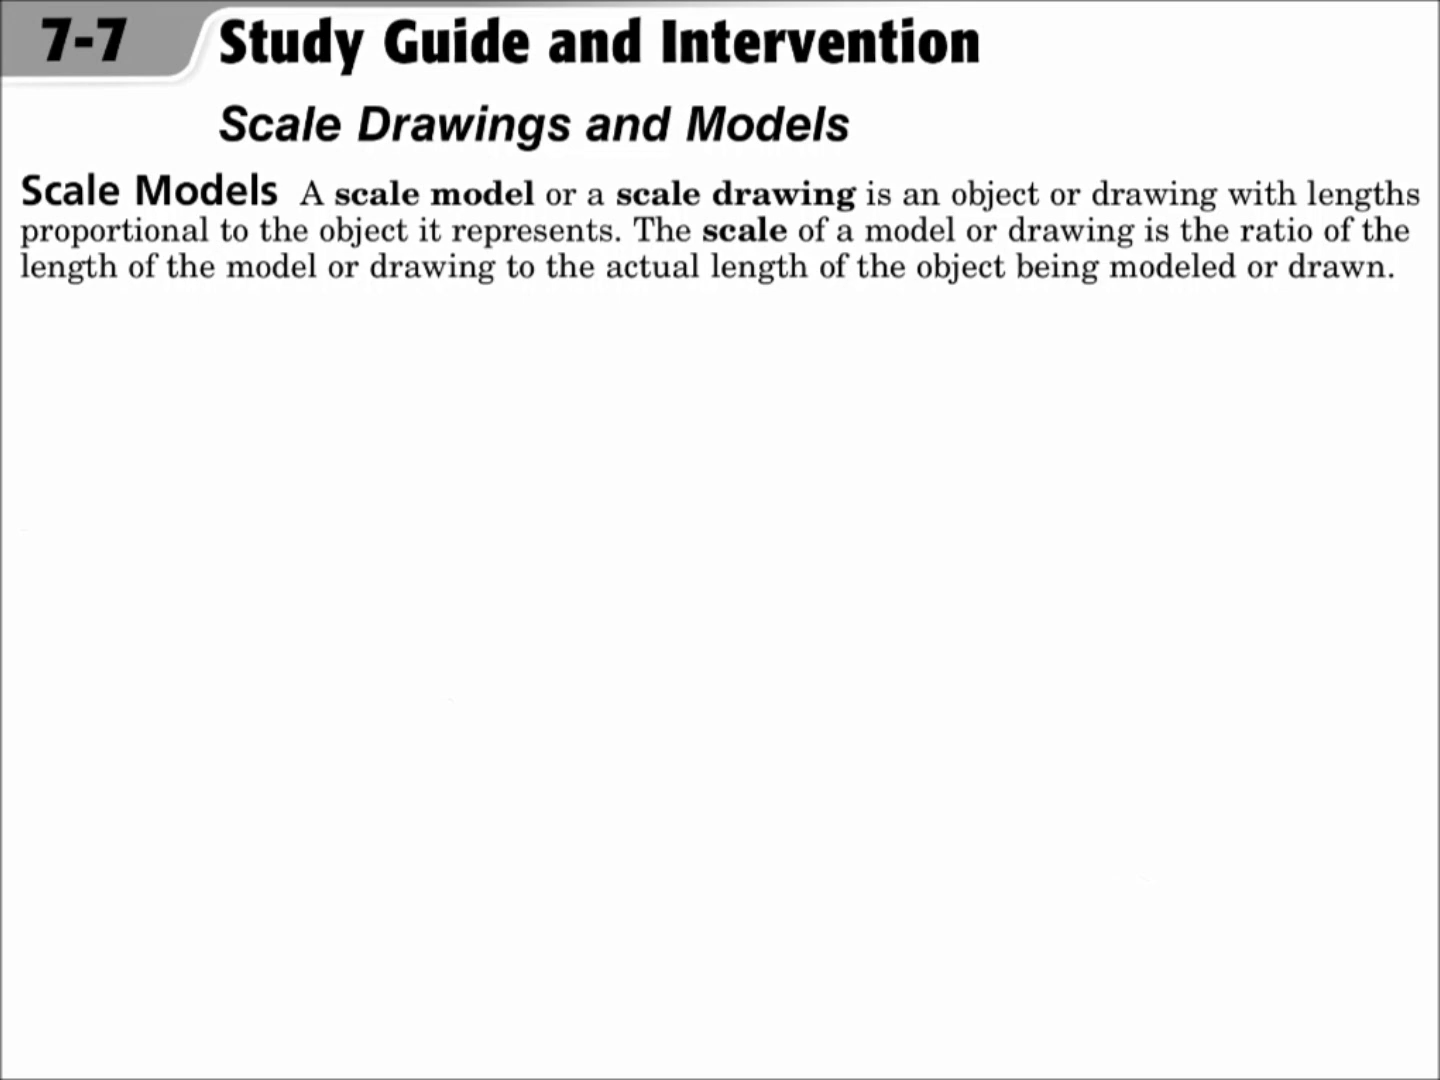 7-7 Study Guide and Intervention
Scale Drawings and Models
Scale Models A scale model or a scale drawing is an object or drawing with lengths
proportional to the object it represents. The scale of a model or drawing is the ratio of the
length of the model or drawing to the actual length of the object being modeled or drawn.